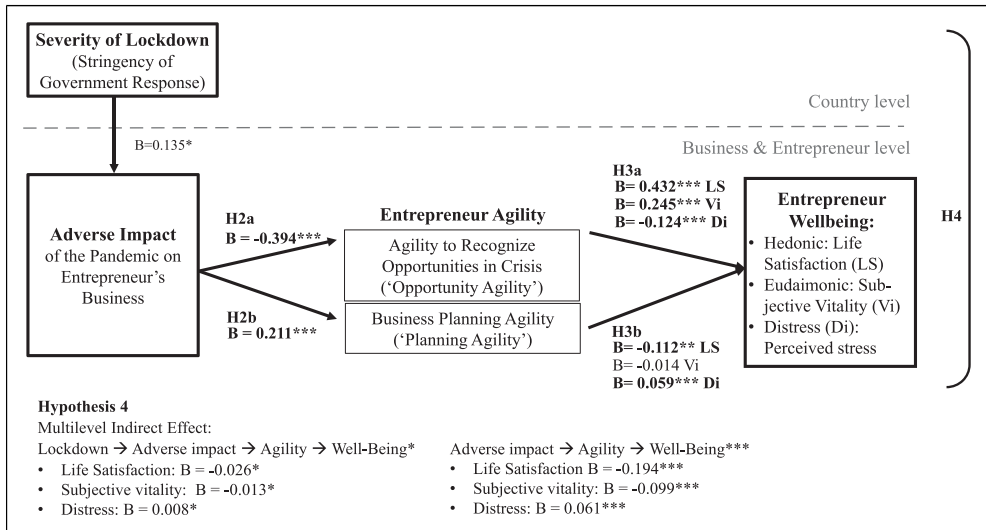 Severity of Lockdown
(Stringency of
Government Response)
Country level
B=0.135*
Business & Entrepreneur level
Adverse Impact
of the Pandemic on
Entrepreneur’s
Business
H2a
B = -0.394***
H2b
B = 0.211***
Entrepreneur Agility
Agility to Recognize
Opportunities in Crisis
(‘Opportunity Agility’)
Business Planning Agility
(‘Planning Agility’)
H3a
B= 0.432*** LS
B= 0.245*** Vi
B= -0.124*** Di
H3b
B= -0.112** LS
B= -0.014 Vi
B= 0.059*** Di
Entrepreneur
Wellbeing:
• Hedonic: Life
Satisfaction (LS)
• Eudaimonic: Sub-
jective Vitality (Vi)
• Distress (Di):
Perceived stress
H4
Hypothesis 4
Multilevel Indirect Effect:
Lockdown → Adverse impact → Agility → Well-Being*
• Life Satisfaction: B = -0.026*
• Subjective vitality: B = -0.013*
• Distress: B = 0.008*
Adverse impact → Agility → Well-Being***
• Life Satisfaction B = -0.194***
• Subjective vitality: B = -0.099***
• Distress: B = 0.061***